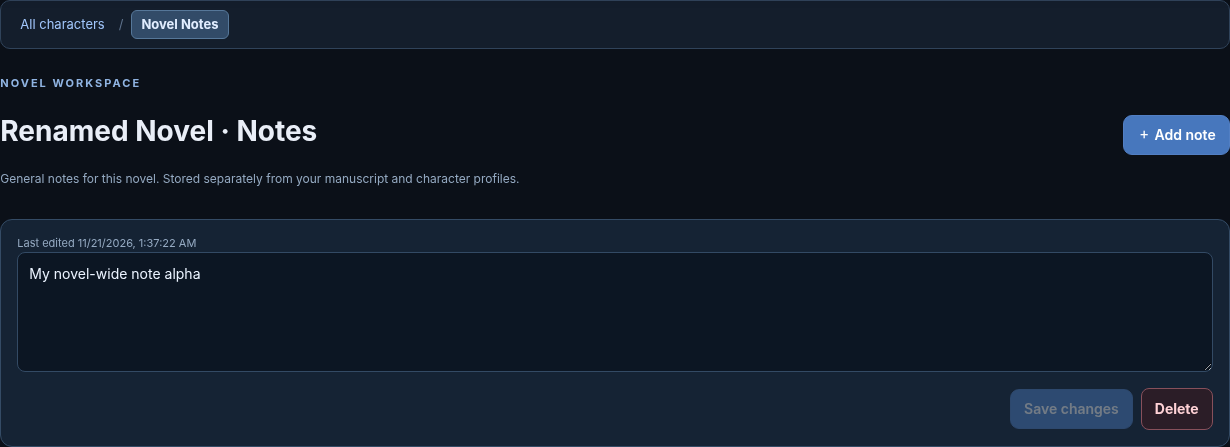 All characters / Novel Notes
NOVEL WORKSPACE
Renamed Novel · Notes
+ Add note
General notes for this novel. Stored separately from your manuscript and character profiles.
Last edited 11/21/2026, 1:37:22 AM
My novel-wide note alpha
Save changes
Delete